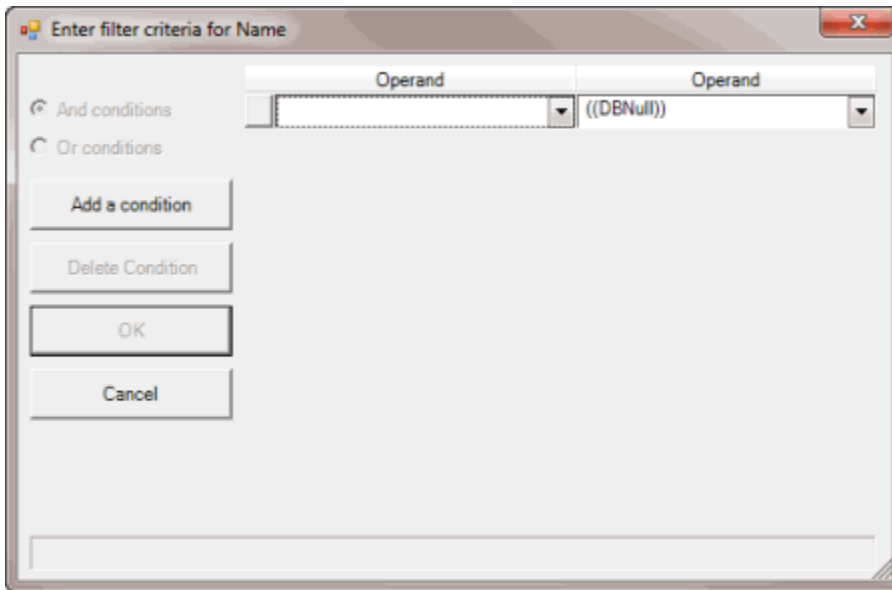 Enter filter criteria for Name
Operand Operand
And conditions
((DBNull))
Or conditions
Add a condition
Delete Condition
OK
Cancel